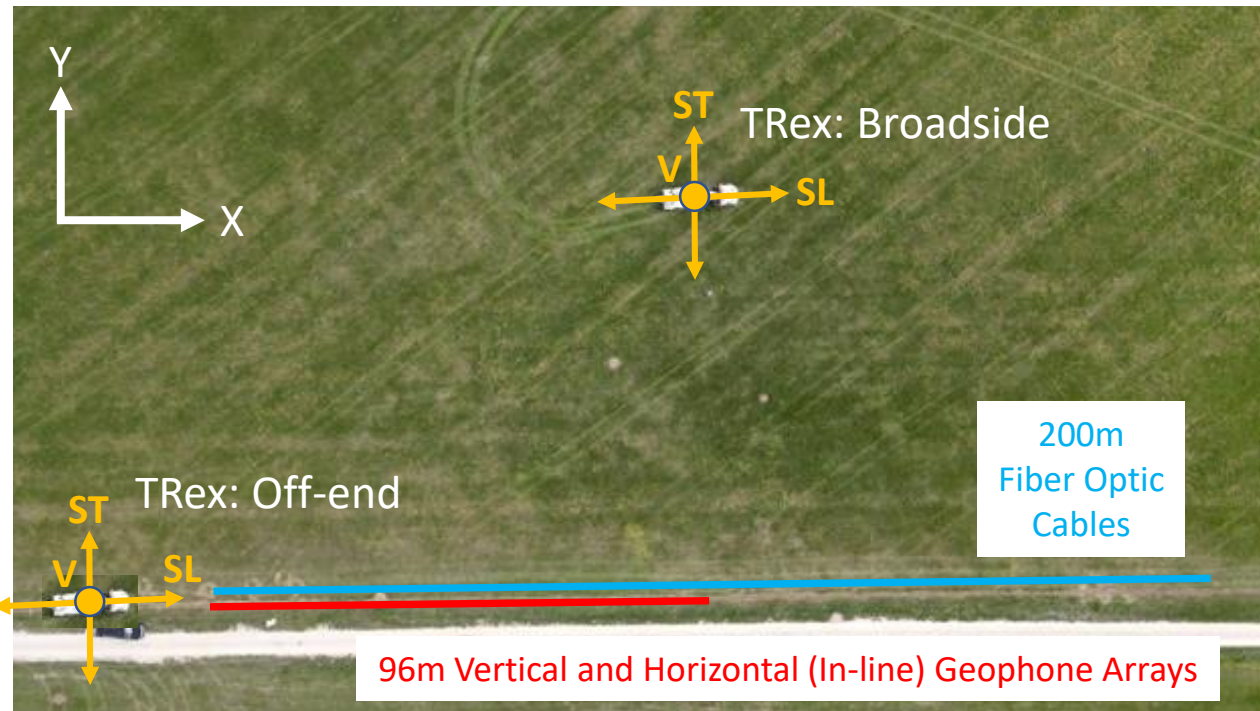 Y
X
ST
TRex: Broadside
V
SL
200m
Fiber Optic
Cables
TRex: Off-end
ST
V
SL
96m Vertical and Horizontal (In-line) Geophone Arrays